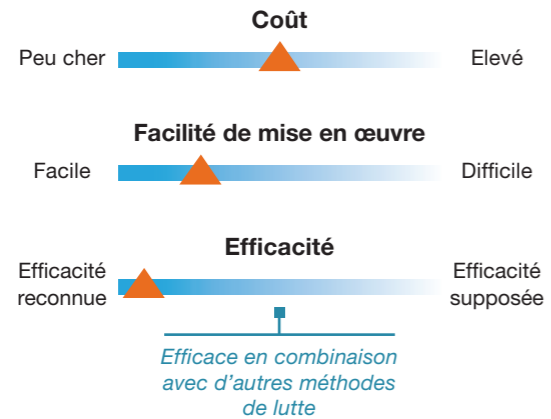 Coût
Peu cher
Elevé
Facilité de mise en œuvre
Facile
Difficile
Efficacité
Efficacité
reconnue
Efficacité
supposée
Efficace en combinaison
avec d'autres méthodes
de lutte